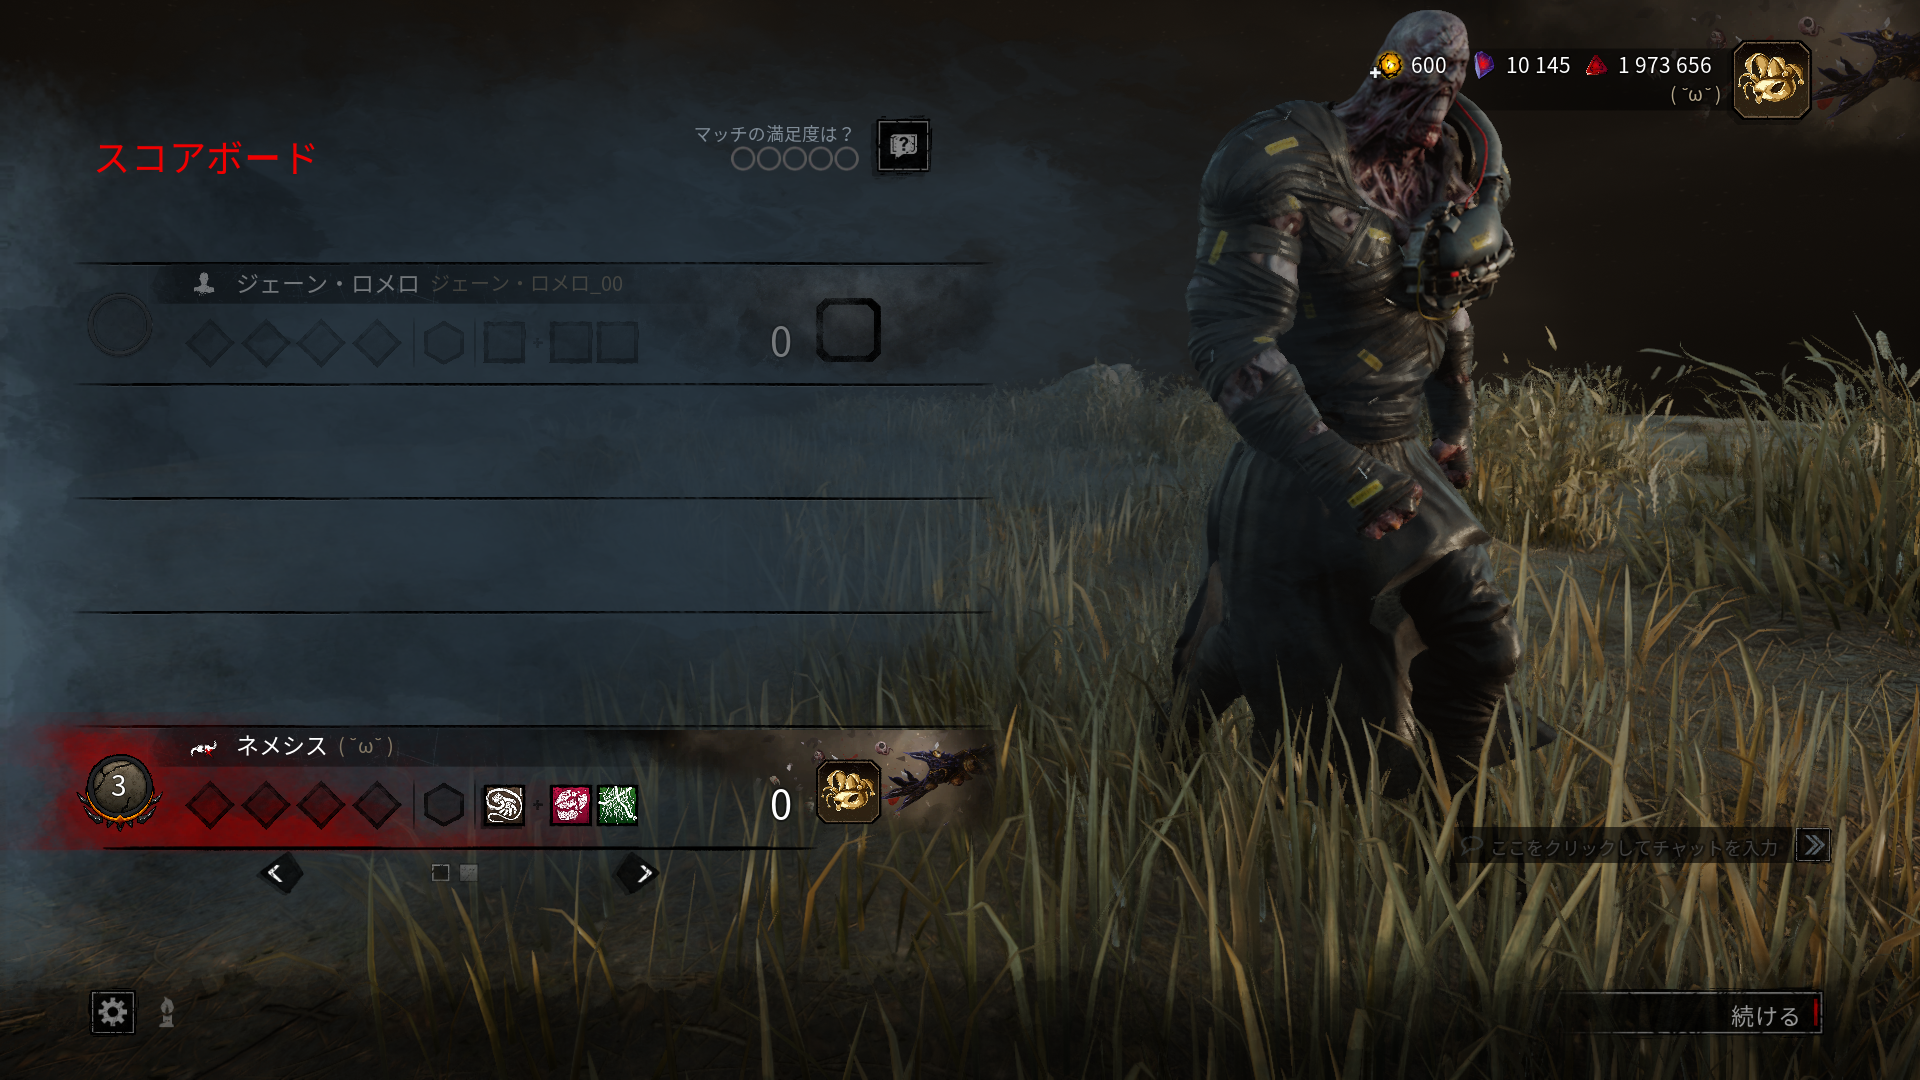 600 10 145 1 973 656
( ˘ω˘ )
スコアボード
マッチの満足度は？
ジェーン・ロメロ ジェーン・ロメロ_00
0
ネメシス ( ˘ω˘ )
3
0
ここをクリックしてチャットを入力
続ける